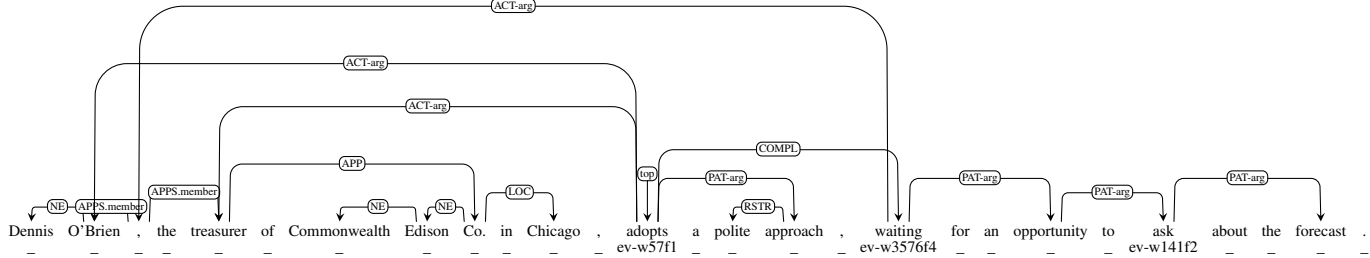 ACT-arg
ACT-arg
ACT-arg
COMPL
APP
top
LOC
PAT-arg
PAT-arg
PAT-arg
PAT-arg
APPS.member
NE
APPS.member
NE
NE
RSTR
Dennis O'Brien , the treasurer of Commonwealth Edison Co. in Chicago , adopts a polite approach , waiting for an opportunity to ask about the forecast .
_ _ _ _ _ _ _ _ _ _ _ _ ev-w57f1 _ _ _ _ ev-w3576f4 _ _ _ _ ev-w141f2 _ _ _ _